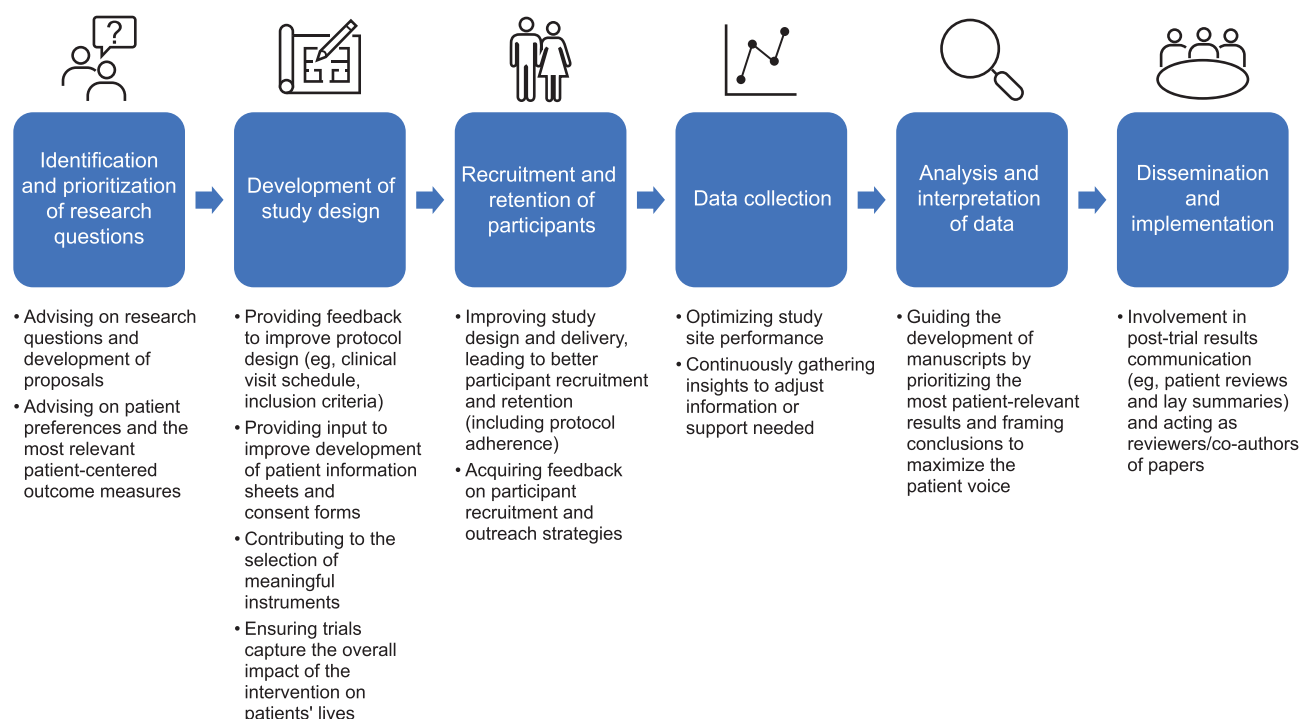 ?
Identification
and prioritization
of research
questions
Development of
study design
Recruitment and
retention of
participants
Data collection
Analysis and
interpretation
of data
Dissemination
and
implementation
• Advising on research
questions and
development of
proposals
• Advising on patient
preferences and the
most relevant
patient-centered
outcome measures
• Providing feedback
to improve protocol
design (eg, clinical
visit schedule,
inclusion criteria)
• Providing input to
improve development
of patient information
sheets and
consent forms
• Contributing to the
selection of
meaningful
instruments
• Ensuring trials
capture the overall
impact of the
intervention on
patients' lives
• Improving study
design and delivery,
leading to better
participant recruitment
and retention
(including protocol
adherence)
• Acquiring feedback
on participant
recruitment and
outreach strategies
• Optimizing study
site performance
• Continuously gathering
insights to adjust
information or
support needed
• Guiding the
development of
manuscripts by
prioritizing the
most patient-relevant
results and framing
conclusions to
maximize the
patient voice
• Involvement in
post-trial results
communication
(eg, patient reviews
and lay summaries)
and acting as
reviewers/co-authors
of papers